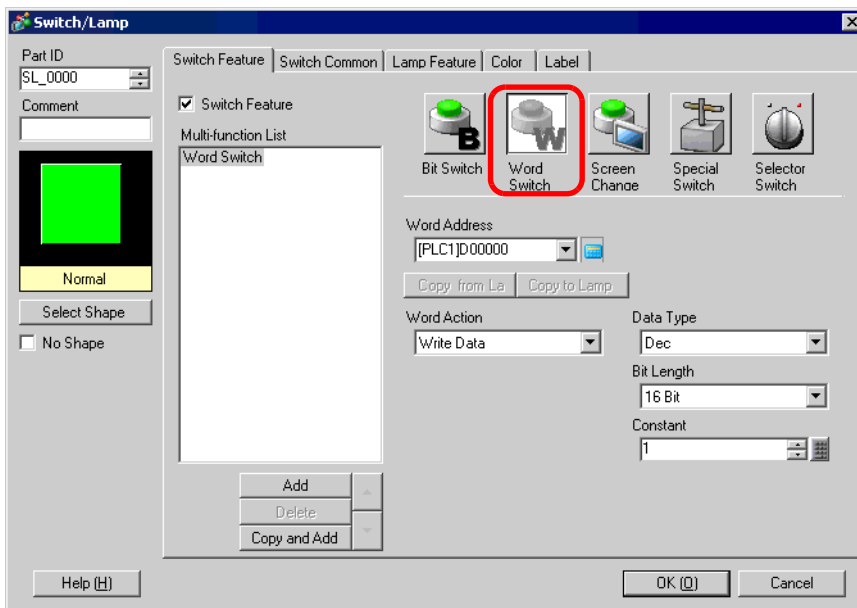 Switch/Lamp
Part ID
SL_0000
Comment
Normal
Select Shape
No Shape
Switch Feature
Switch Common
Lamp Feature
Color
Label
Switch Feature
Multi-function List
Word Switch
Add
Delete
Copy and Add
B
Bit Switch
W
Word
Switch
Screen
Change
Special
Switch
Selector
Switch
Word Address
[PLC1]D00000
Copy from La
Copy to Lamp
Word Action
Write Data
Data Type
Dec
Bit Length
16 Bit
Constant
1
Help (H)
OK (O)
Cancel